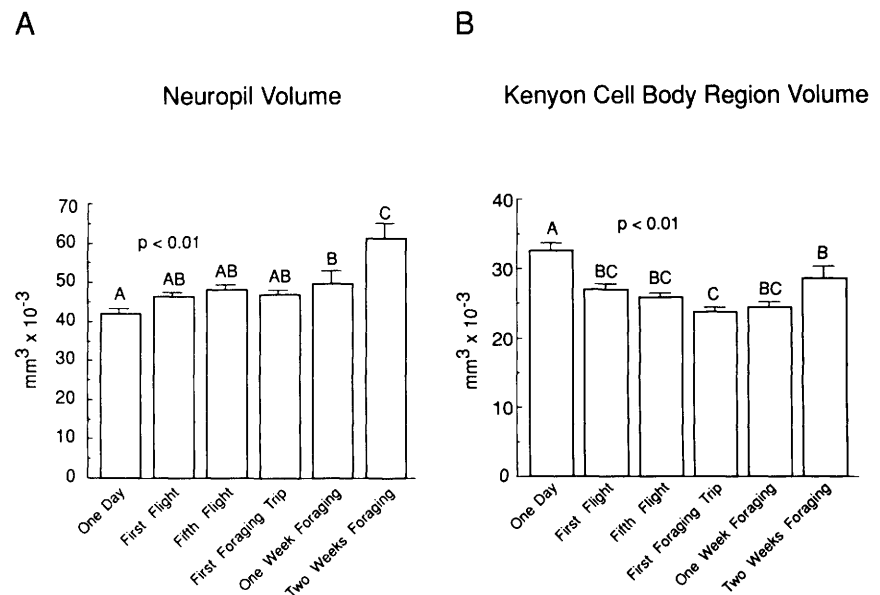 A
Neuropil Volume
mm³ x 10⁻³
70
60
50
40
30
20
10
0
p < 0.01
A
AB
AB
AB
B
C
One Day
First Flight
Fifth Flight
First Foraging Trip
One Week Foraging
Two Weeks Foraging
B
Kenyon Cell Body Region Volume
mm³ x 10⁻³
40
30
20
10
0
p < 0.01
A
BC
BC
C
BC
B
One Day
First Flight
Fifth Flight
First Foraging Trip
One Week Foraging
Two Weeks Foraging